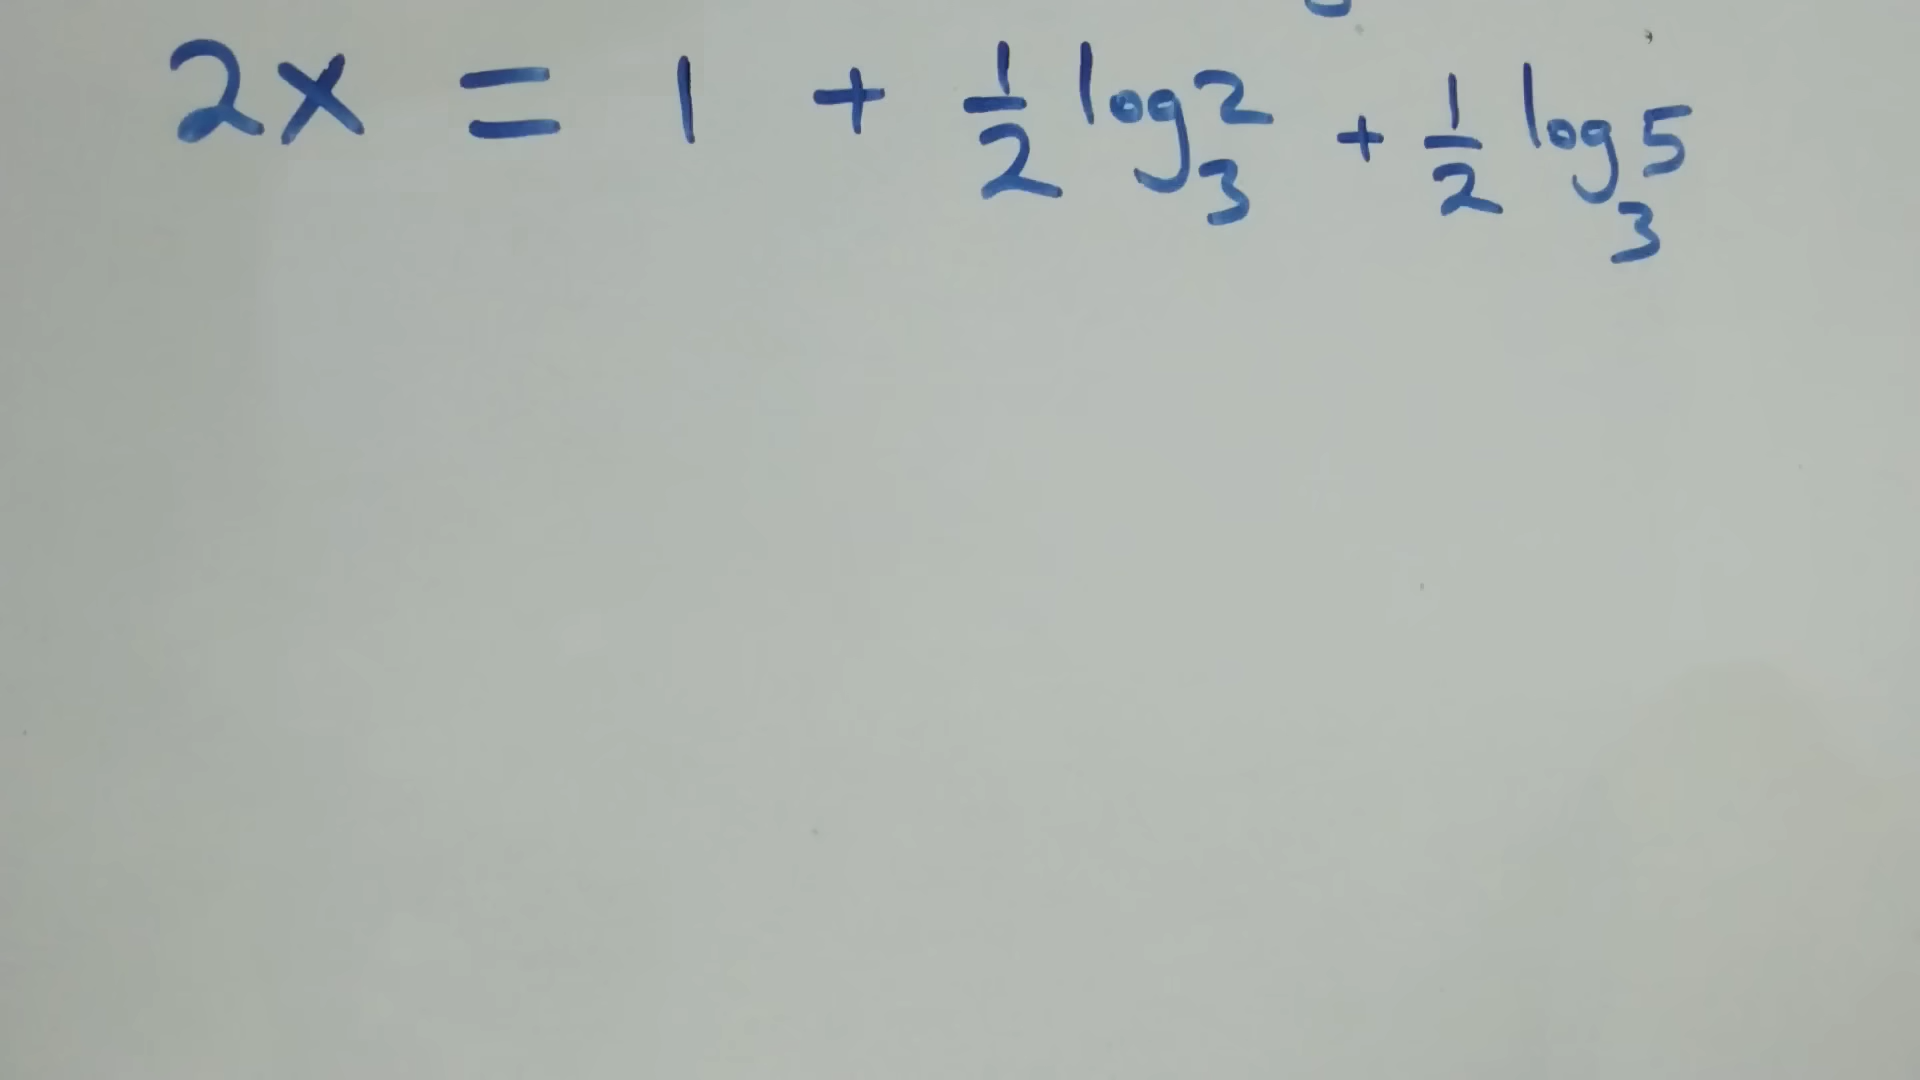 2x = 1 + 1/2 log₃2 + 1/2 log₃5